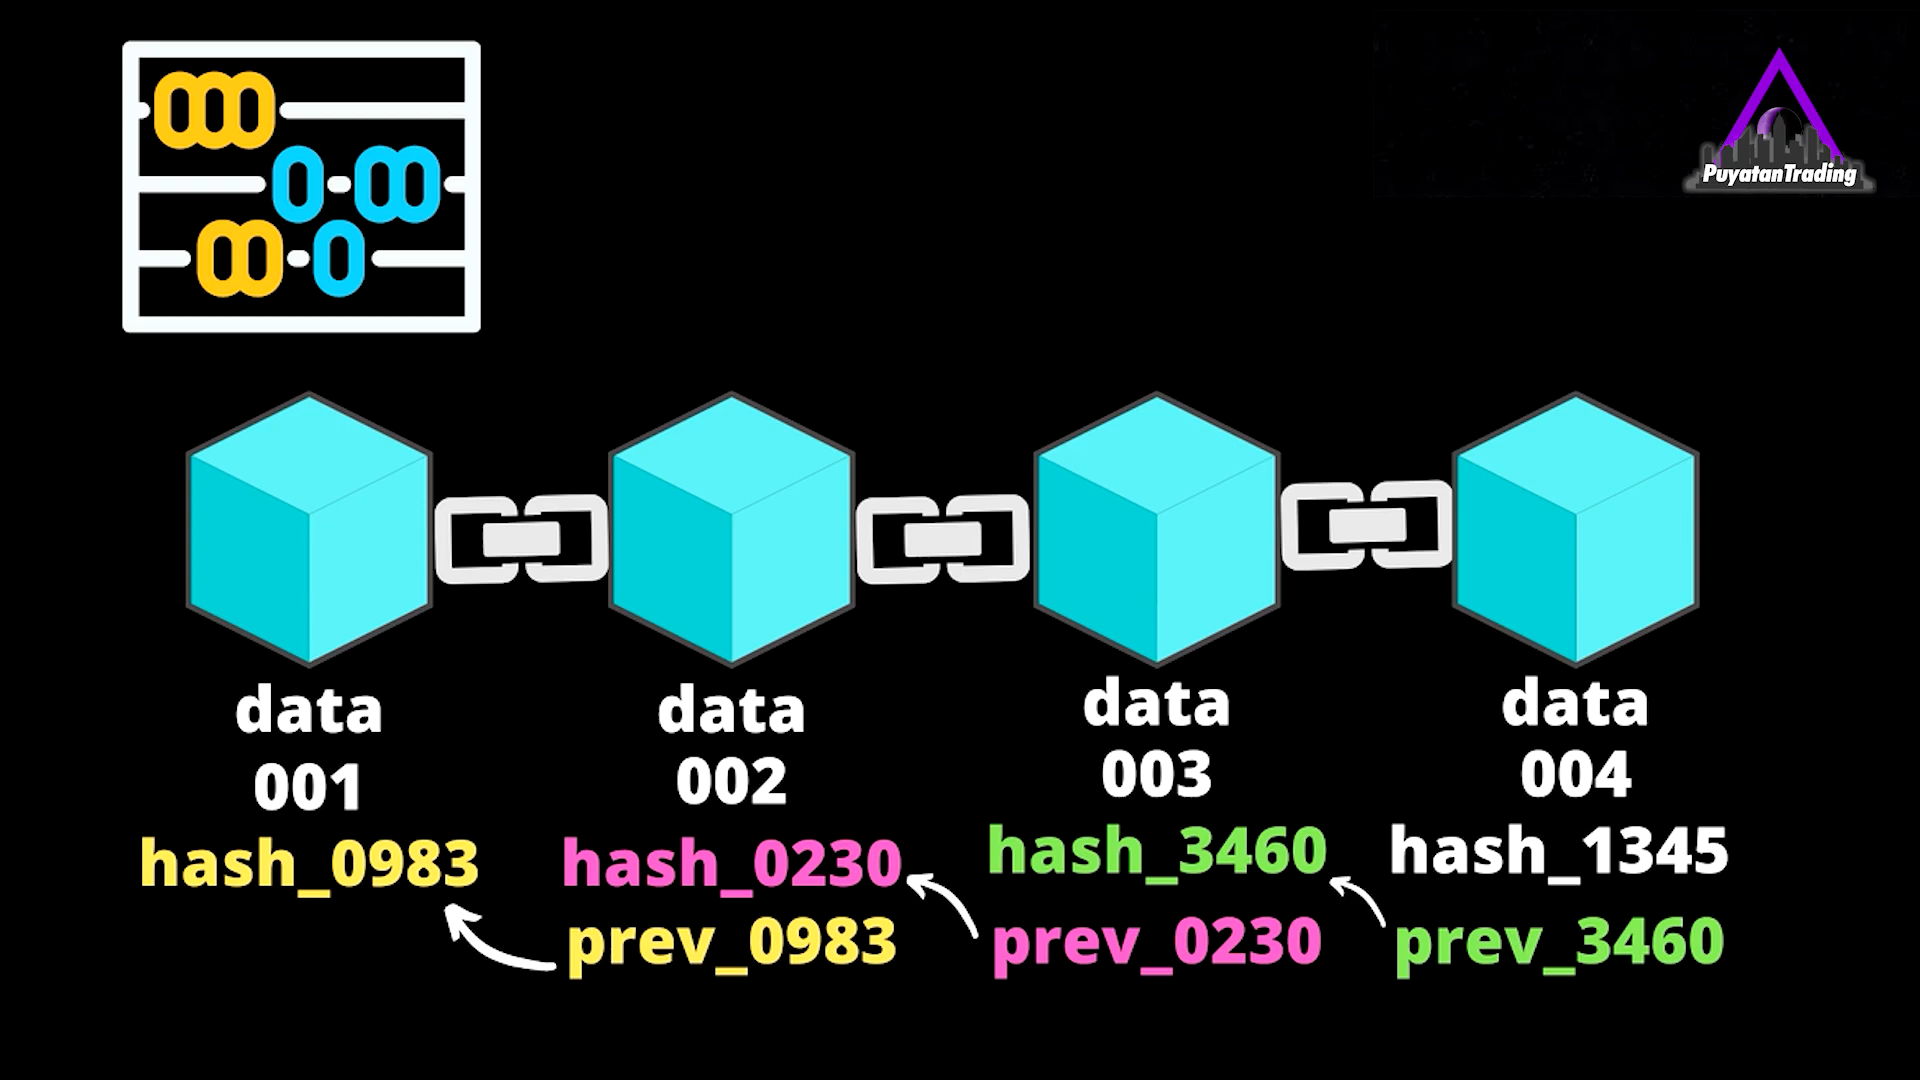 PuyatanTrading
data
001
hash_0983
data
002
hash_0230
prev_0983
data
003
hash_3460
prev_0230
data
004
hash_1345
prev_3460